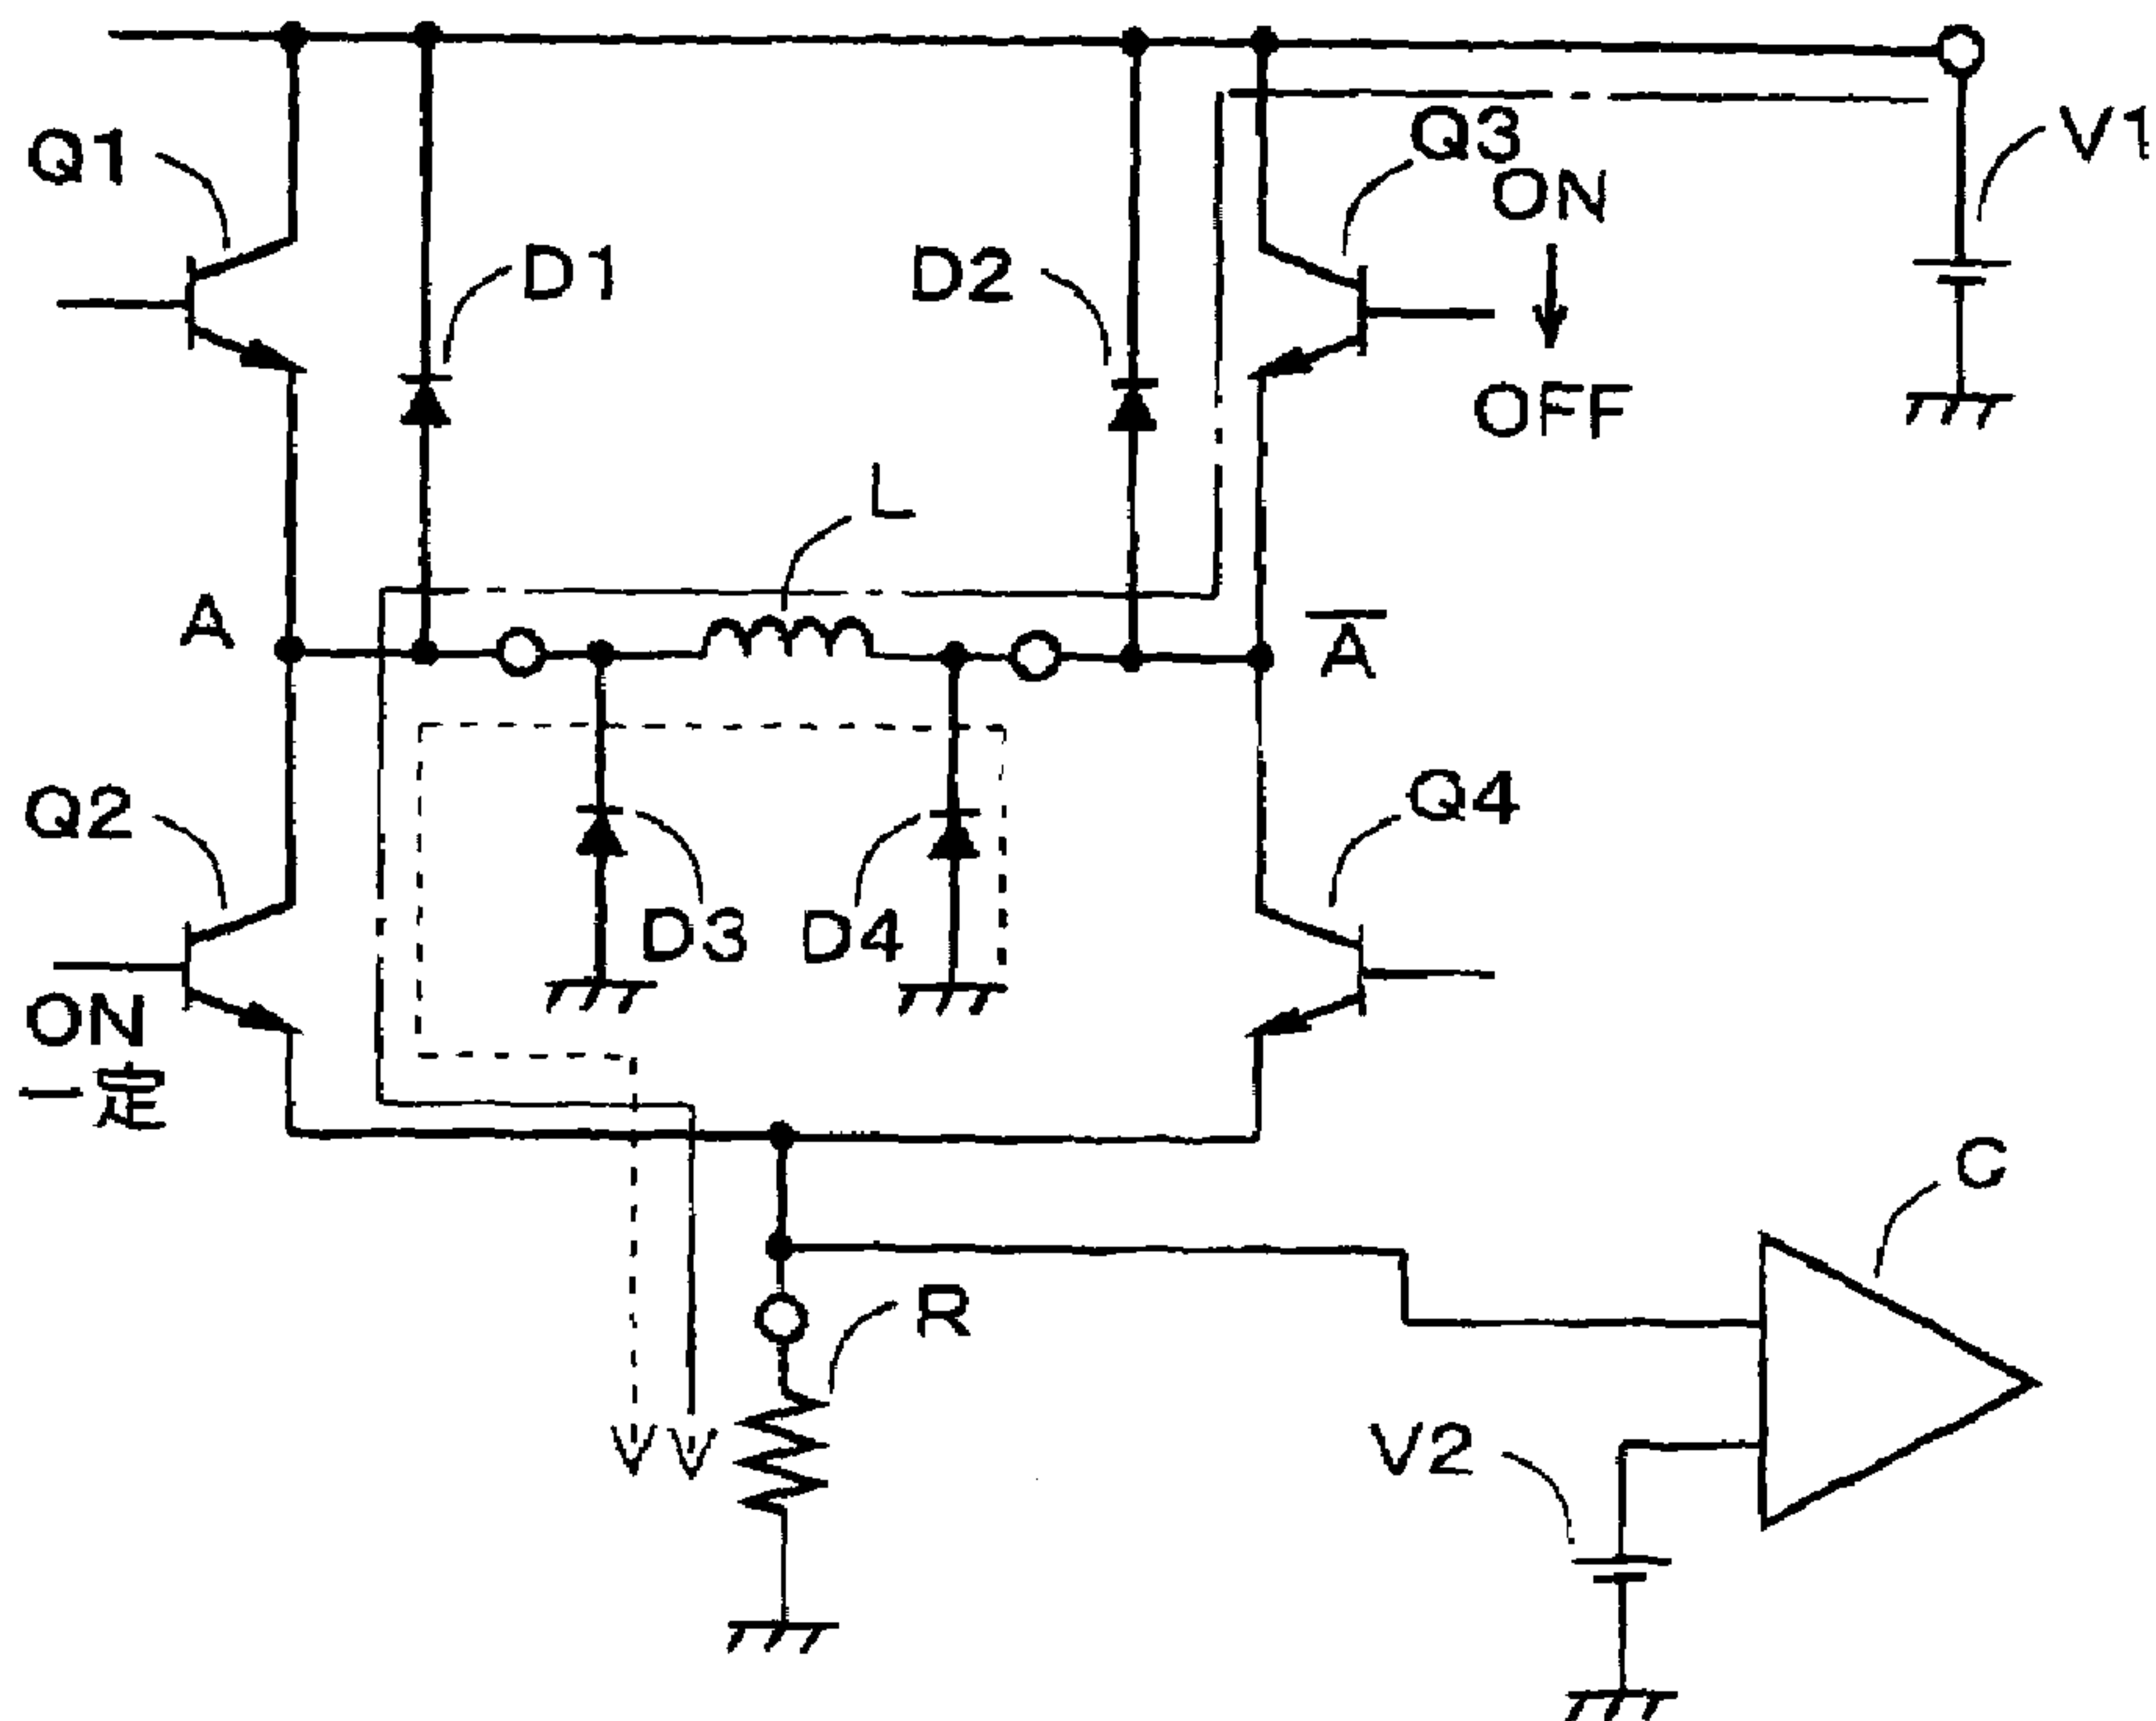 Q1
D1
D2
Q3
ON
OFF
V1
L
A
A̅
Q2
ON
一定
D3
D4
Q4
C
R
V2